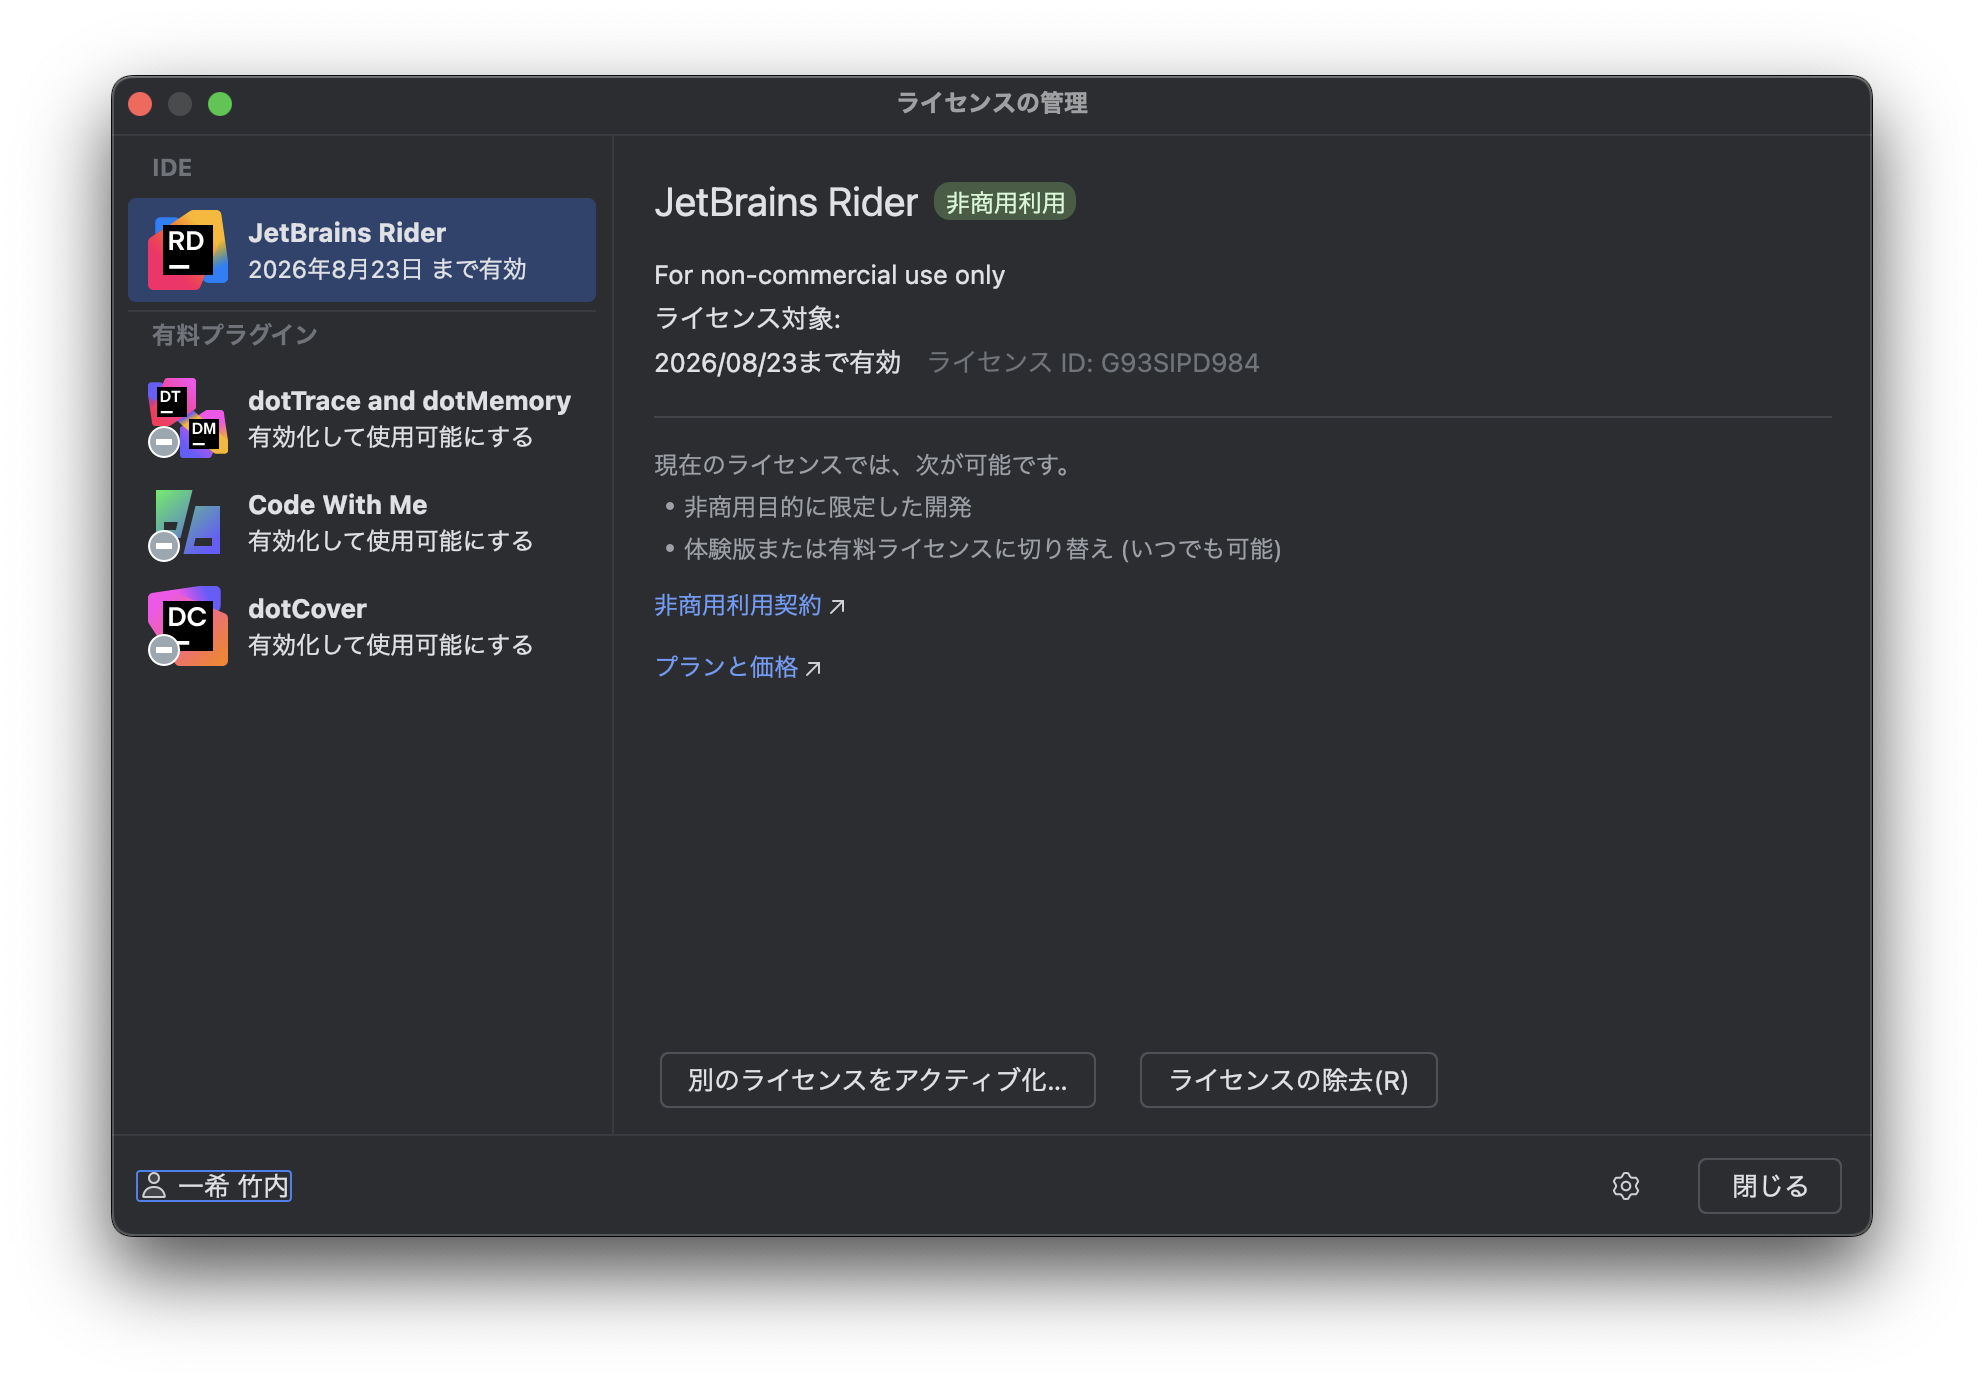 ライセンスの管理
IDE
RD
JetBrains Rider
2026年8月23日 まで有効
有料プラグイン
DT
DM
dotTrace and dotMemory
有効化して使用可能にする
Code With Me
有効化して使用可能にする
DC
dotCover
有効化して使用可能にする
JetBrains Rider 非商用利用
For non-commercial use only
ライセンス対象:
2026/08/23まで有効 ライセンス ID: G93SIPD984
現在のライセンスでは、次が可能です。
• 非商用目的に限定した開発
• 体験版または有料ライセンスに切り替え (いつでも可能)
非商用利用契約 ↗
プランと価格 ↗
別のライセンスをアクティブ化... ライセンスの除去(R)
一希 竹内 閉じる